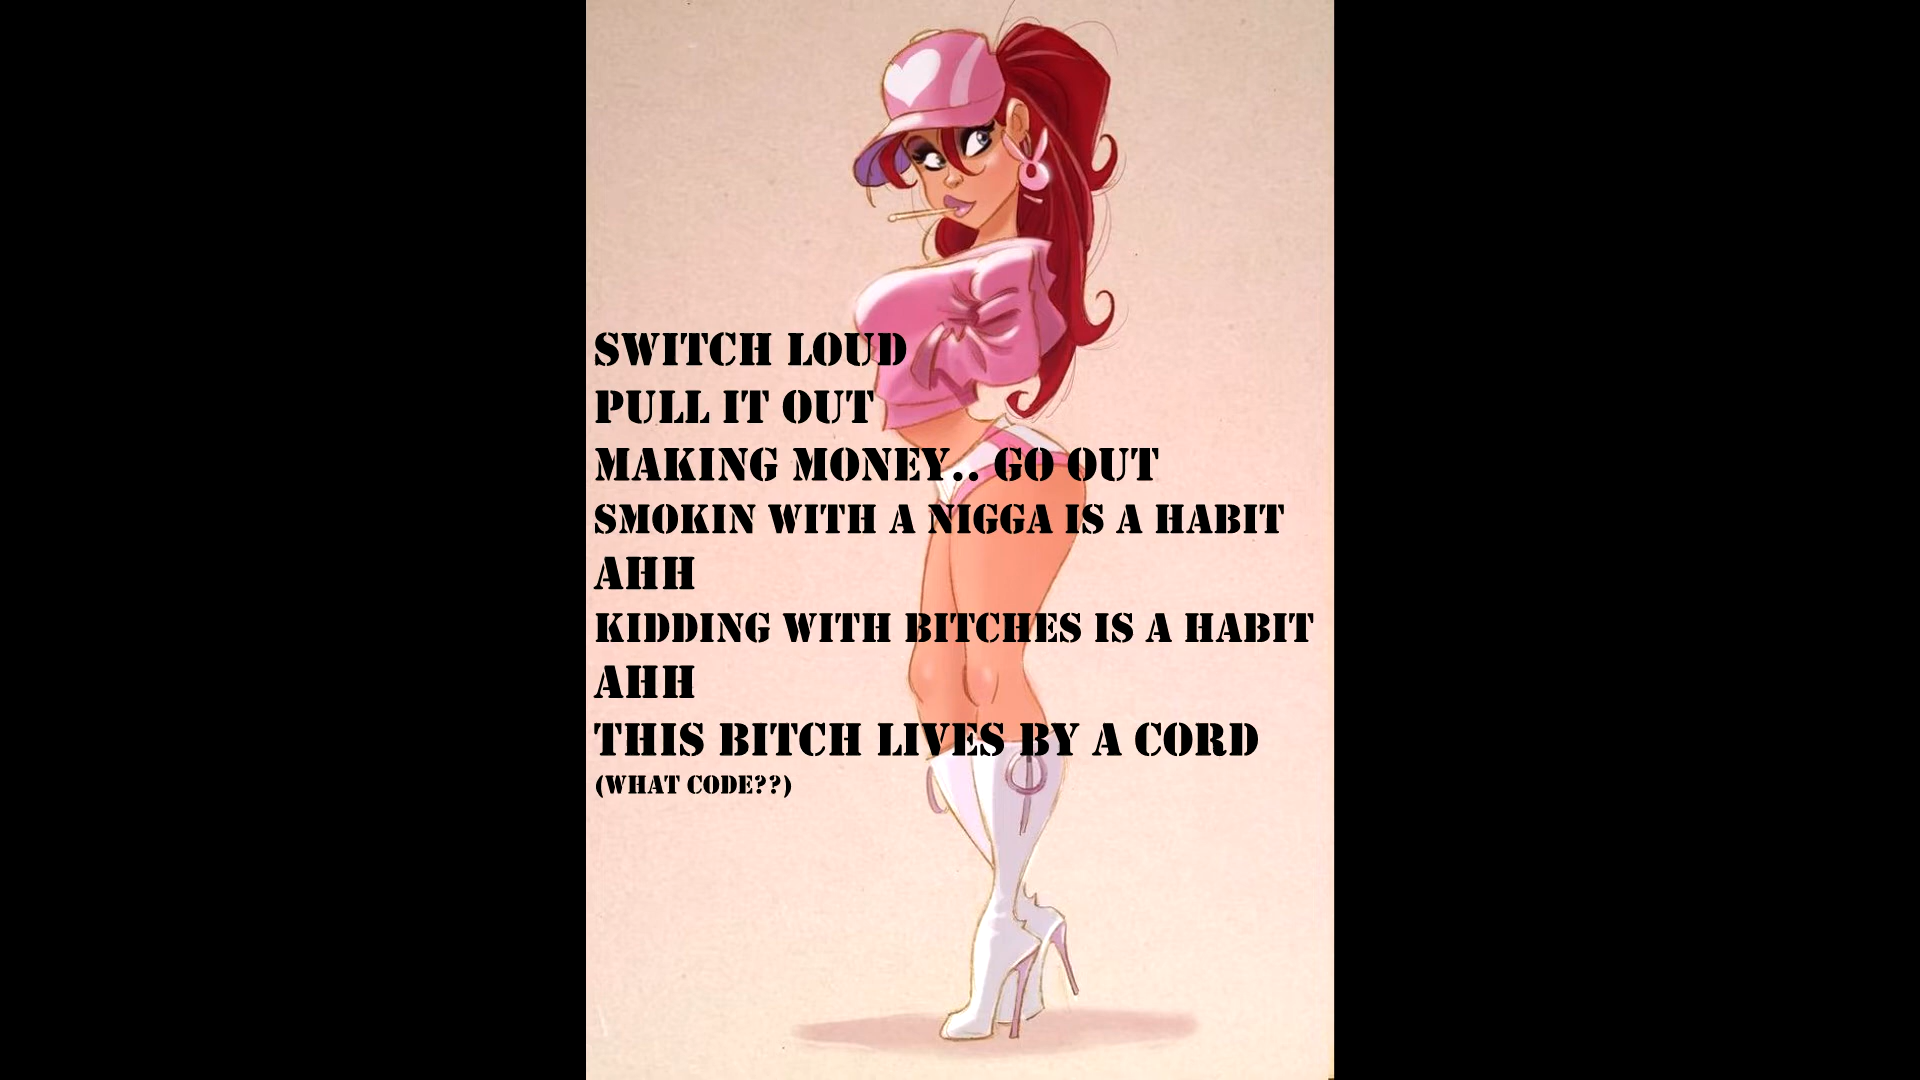 SWITCH LOUD
PULL IT OUT
MAKING MONEY.. GO OUT
SMOKIN WITH A NIGGA IS A HABIT
AHH
KIDDING WITH BITCHES IS A HABIT
AHH
THIS BITCH LIVES BY A CORD
(WHAT CODE??)